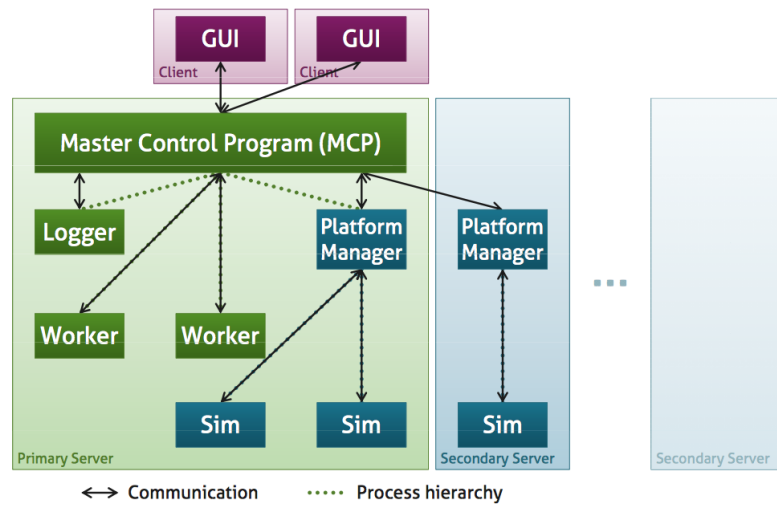 GUI
GUI
Client
Client
Master Control Program (MCP)
Logger
Platform
Manager
Platform
Manager
Worker
Worker
Sim
Sim
Sim
Primary Server
Secondary Server
Secondary Server
Communication
Process hierarchy